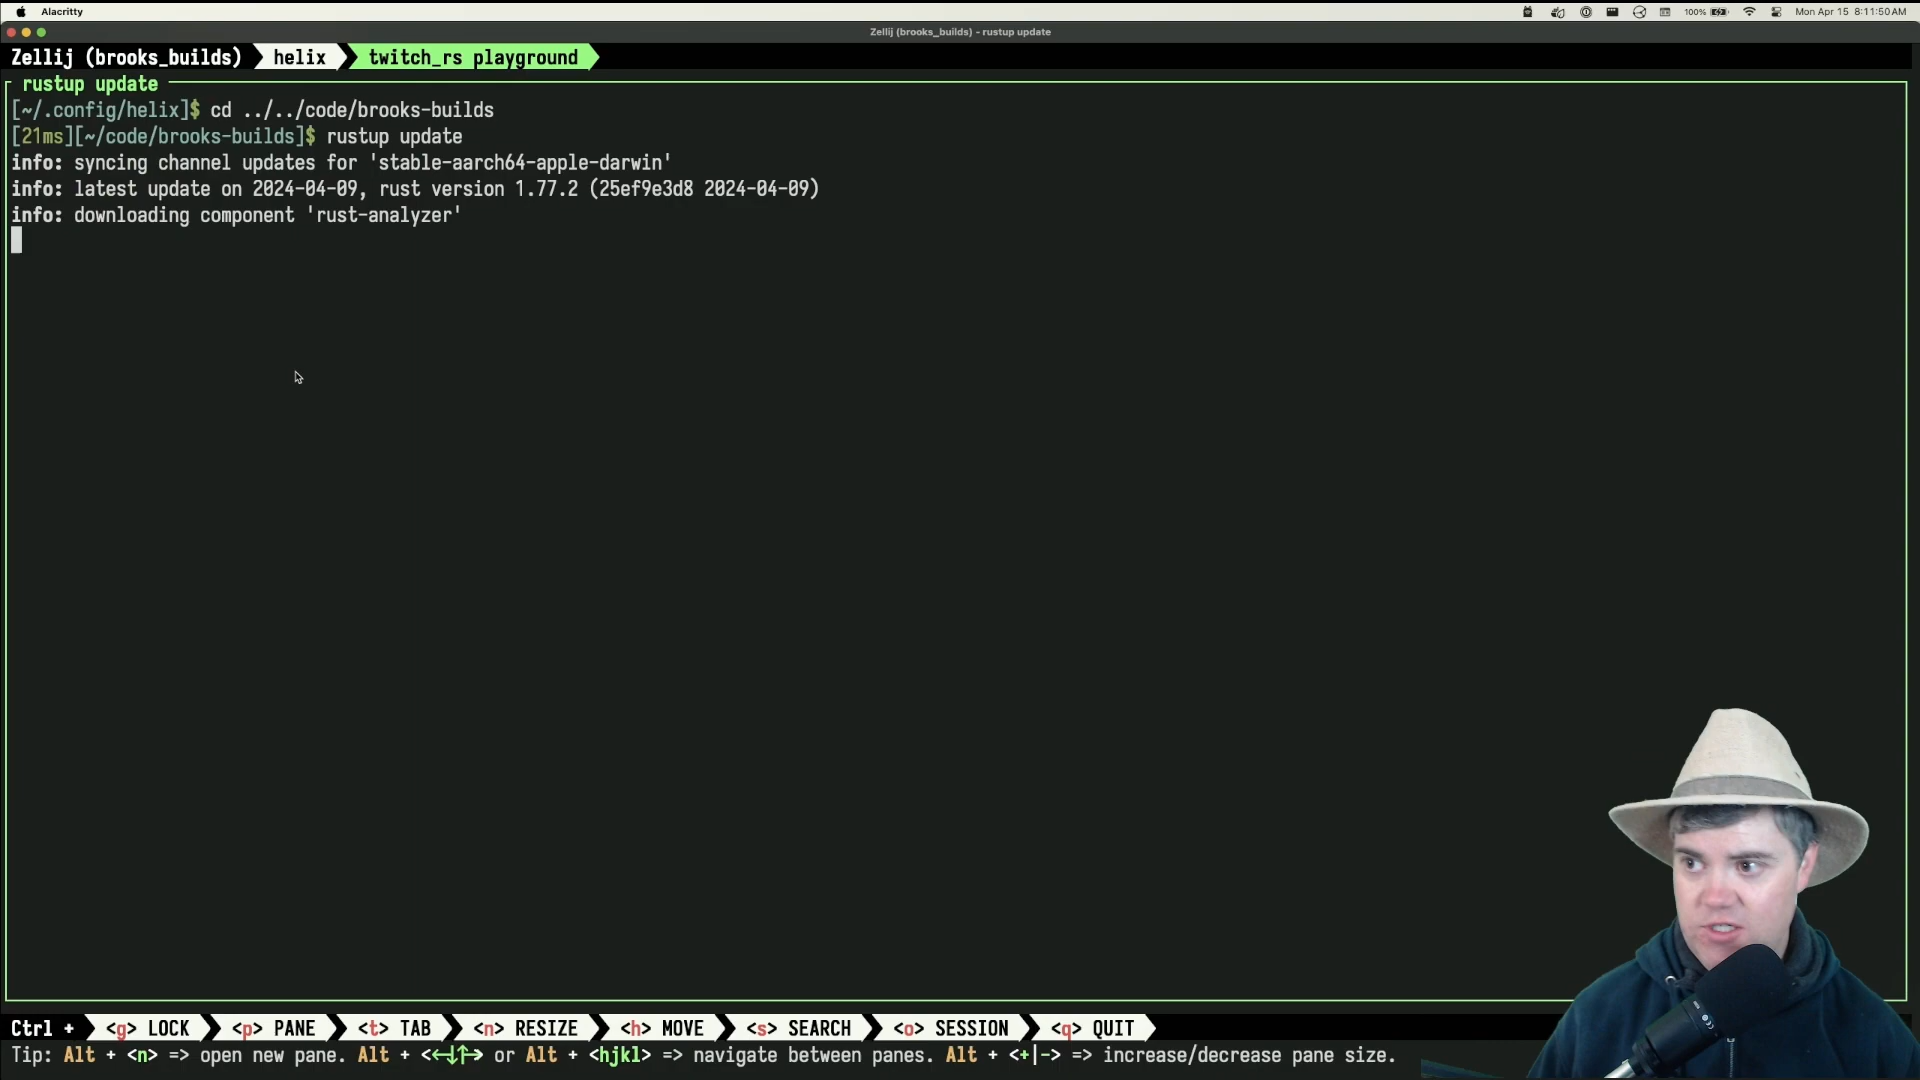 Alacritty
100%
Mon Apr 15 8:11:50 AM
Zellij (brooks_builds) - rustup update
Zellij (brooks_builds) helix twitch_rs playground
rustup update
[~/.config/helix]$ cd ../../code/brooks-builds
[21ms][~/code/brooks-builds]$ rustup update
info: syncing channel updates for 'stable-aarch64-apple-darwin'
info: latest update on 2024-04-09, rust version 1.77.2 (25ef9e3d8 2024-04-09)
info: downloading component 'rust-analyzer'
Ctrl + <g> LOCK <p> PANE <t> TAB <n> RESIZE <h> MOVE <s> SEARCH <o> SESSION <q> QUIT
Tip: Alt + <n> => open new pane. Alt + <←↓↑→> or Alt + <hjkl> => navigate between panes. Alt + <+|-> => increase/decrease pane size.